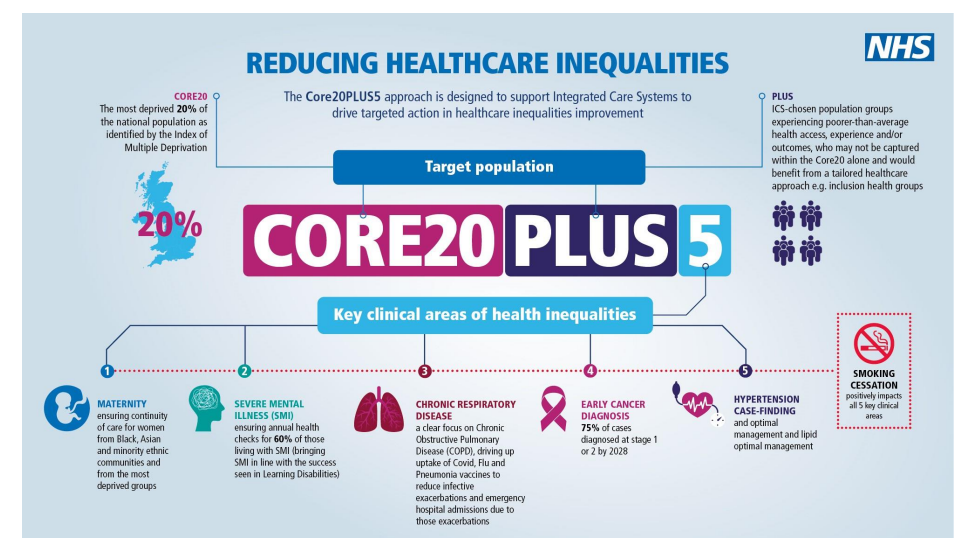 NHS
REDUCING HEALTHCARE INEQUALITIES
The Core20PLUS5 approach is designed to support Integrated Care Systems to
drive targeted action in healthcare inequalities improvement
CORE20
The most deprived 20% of
the national population as
identified by the Index of
Multiple Deprivation
20%
PLUS
ICS-chosen population groups
experiencing poorer-than-average
health access, experience and/or
outcomes, who may not be captured
within the Core20 alone and would
benefit from a tailored healthcare
approach e.g. inclusion health groups
Target population
CORE20 PLUS 5
Key clinical areas of health inequalities
1
MATERNITY
ensuring continuity
of care for women
from Black, Asian
and minority ethnic
communities and
from the most
deprived groups
2
SEVERE MENTAL
ILLNESS (SMI)
ensuring annual health
checks for 60% of those
living with SMI (bringing
SMI in line with the success
seen in Learning Disabilities)
3
CHRONIC RESPIRATORY
DISEASE
a clear focus on Chronic
Obstructive Pulmonary
Disease (COPD), driving up
uptake of Covid, Flu and
Pneumonia vaccines to
reduce infective
exacerbations and emergency
hospital admissions due to
those exacerbations
4
EARLY CANCER
DIAGNOSIS
75% of cases
diagnosed at stage 1
or 2 by 2028
5
HYPERTENSION
CASE-FINDING
and optimal
management and lipid
optimal management
SMOKING
CESSATION
positively impacts
all 5 key clinical
areas